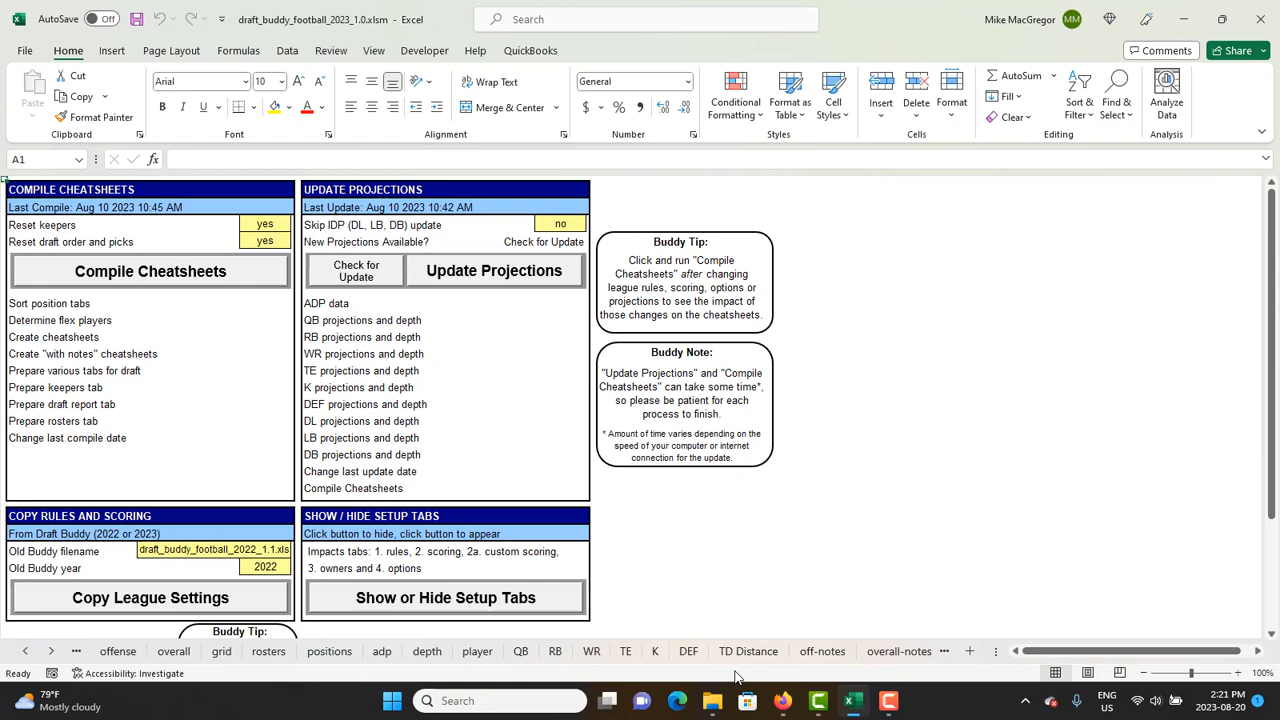 AutoSave Off draft_buddy_football_2023_1.0.xlsm - Excel Search Mike MacGregor MM
File Home Insert Page Layout Formulas Data Review View Developer Help QuickBooks Comments Share
Paste
Cut
Copy
Format Painter
Clipboard
Arial 10
B I U
A
Font
Wrap Text
Merge & Center
Alignment
General
$ % ,
Number
Conditional Formatting
Format as Table
Cell Styles
Styles
Insert Delete Format
Cells
AutoSum
Fill
Clear
Sort & Filter
Find & Select
Editing
Analyze Data
Analysis
A1 fx
COMPILE CHEATSHEETS
Last Compile: Aug 10 2023 10:45 AM
Reset keepers yes
Reset draft order and picks yes
Compile Cheatsheets
Sort position tabs
Determine flex players
Create cheatsheets
Create "with notes" cheatsheets
Prepare various tabs for draft
Prepare keepers tab
Prepare draft report tab
Prepare rosters tab
Change last compile date
UPDATE PROJECTIONS
Last Update: Aug 10 2023 10:42 AM
Skip IDP (DL, LB, DB) update no
New Projections Available? Check for Update
Check for
Update
Update Projections
ADP data
QB projections and depth
RB projections and depth
WR projections and depth
TE projections and depth
K projections and depth
DEF projections and depth
DL projections and depth
LB projections and depth
DB projections and depth
Change last update date
Compile Cheatsheets
Buddy Tip:
Click and run "Compile
Cheatsheets" after changing
league rules, scoring, options or
projections to see the impact of
those changes on the cheatsheets.
Buddy Note:
"Update Projections" and "Compile
Cheatsheets" can take some time*,
so please be patient for each
process to finish.
* Amount of time varies depending on the
speed of your computer or internet
connection for the update.
COPY RULES AND SCORING
From Draft Buddy (2022 or 2023)
Old Buddy filename draft_buddy_football_2022_1.1.xls
Old Buddy year 2022
Copy League Settings
SHOW / HIDE SETUP TABS
Click button to hide, click button to appear
Impacts tabs: 1. rules, 2. scoring, 2a. custom scoring,
3. owners and 4. options
Show or Hide Setup Tabs
Buddy Tip:
offense overall grid rosters positions adp depth player QB RB WR TE K DEF TD Distance off-notes overall-notes
Ready Accessibility: Investigate 100%
79°F
Mostly cloudy
Search
ENG
US
2:21 PM
2023-08-20